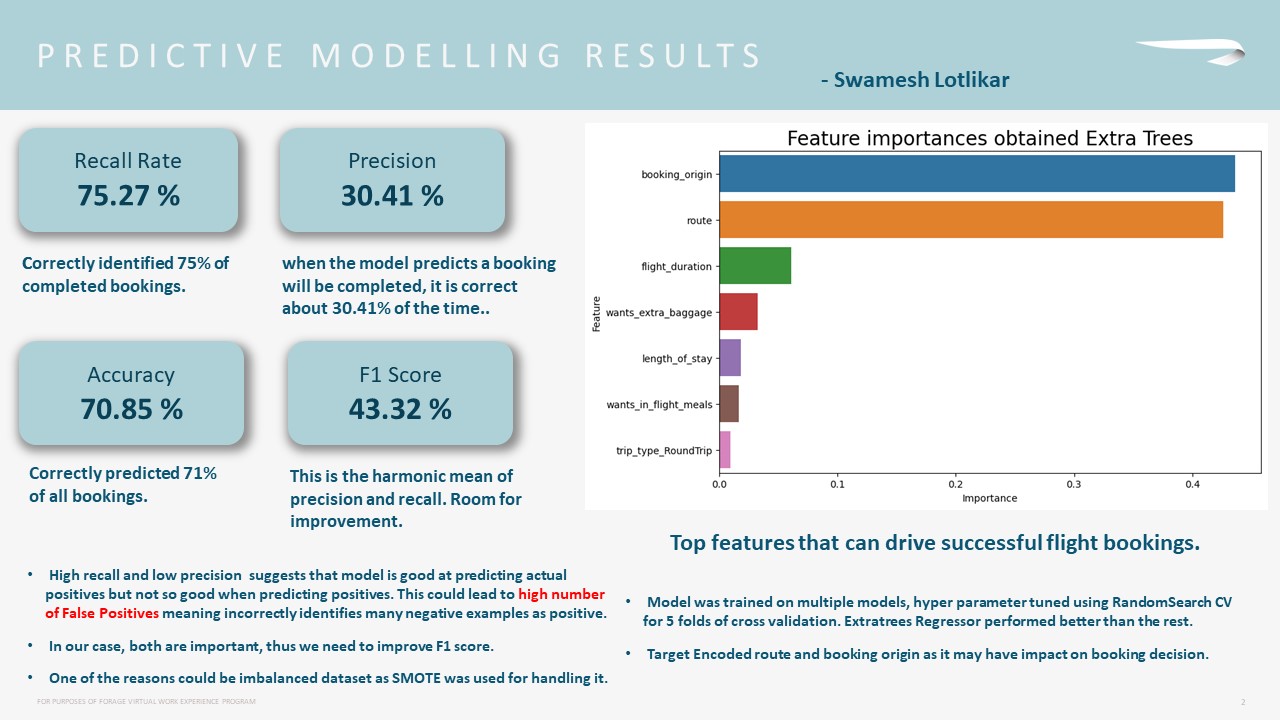 PREDICTIVE MODELLING RESULTS
- Swamesh Lotlikar
Recall Rate
75.27 %
Correctly identified 75% of
completed bookings.
Precision
30.41 %
when the model predicts a booking
will be completed, it is correct
about 30.41% of the time..
Accuracy
70.85 %
Correctly predicted 71%
of all bookings.
F1 Score
43.32 %
This is the harmonic mean of
precision and recall. Room for
improvement.
• High recall and low precision suggests that model is good at predicting actual
positives but not so good when predicting positives. This could lead to high number
of False Positives meaning incorrectly identifies many negative examples as positive.
• In our case, both are important, thus we need to improve F1 score.
• One of the reasons could be imbalanced dataset as SMOTE was used for handling it.
Feature importances obtained Extra Trees
Feature
booking_origin
route
flight_duration
wants_extra_baggage
length_of_stay
wants_in_flight_meals
trip_type_RoundTrip
0.0 0.1 0.2 0.3 0.4
Importance
Top features that can drive successful flight bookings.
• Model was trained on multiple models, hyper parameter tuned using RandomSearch CV
for 5 folds of cross validation. Extratrees Regressor performed better than the rest.
• Target Encoded route and booking origin as it may have impact on booking decision.
FOR PURPOSES OF FORAGE VIRTUAL WORK EXPERIENCE PROGRAM
2